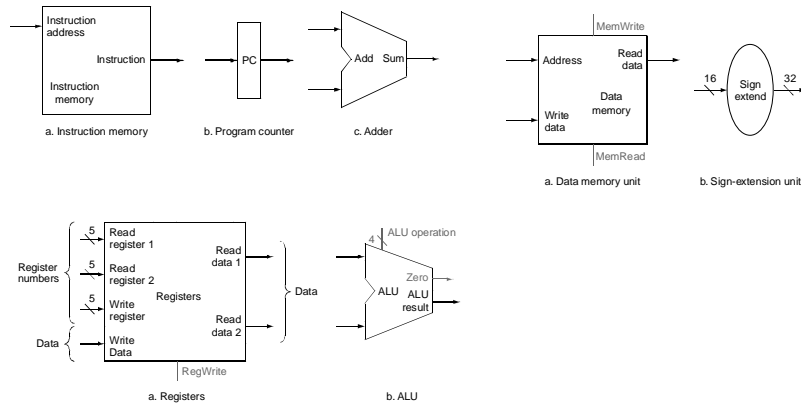 Instruction
address
Instruction
Instruction
memory
a. Instruction memory
PC
b. Program counter
Add Sum
c. Adder
MemWrite
Address
Read
data
Data
memory
Write
data
MemRead
a. Data memory unit
16
Sign
extend
32
b. Sign-extension unit
Register
numbers
5
Read
register 1
5
Read
register 2
5
Write
register
Data
Write
Data
Registers
Read
data 1
Read
data 2
Data
RegWrite
a. Registers
4
ALU operation
Zero
ALU
ALU
result
b. ALU